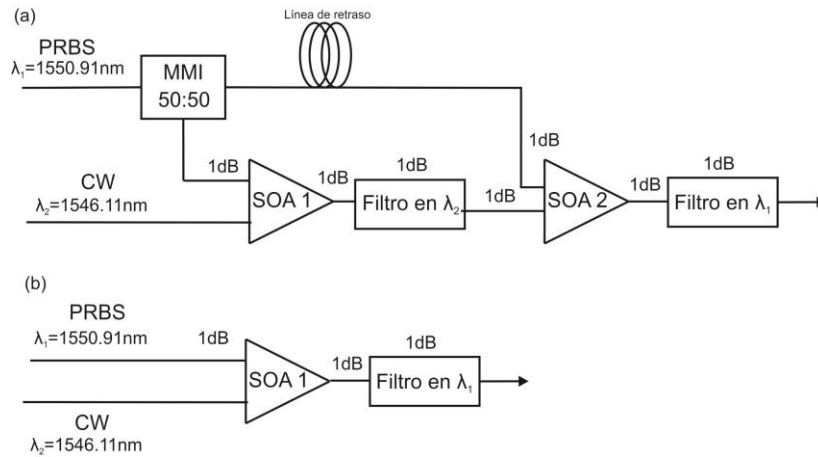 (a)
Línea de retraso
PRBS
λ₁=1550.91nm
MMI
50:50
1dB
1dB
1dB
1dB
1dB
1dB
1dB
CW
λ₂=1546.11nm
SOA 1
Filtro en λ₂
SOA 2
Filtro en λ₁
(b)
PRBS
λ₁=1550.91nm
1dB
1dB
1dB
SOA 1
Filtro en λ₁
CW
λ₂=1546.11nm